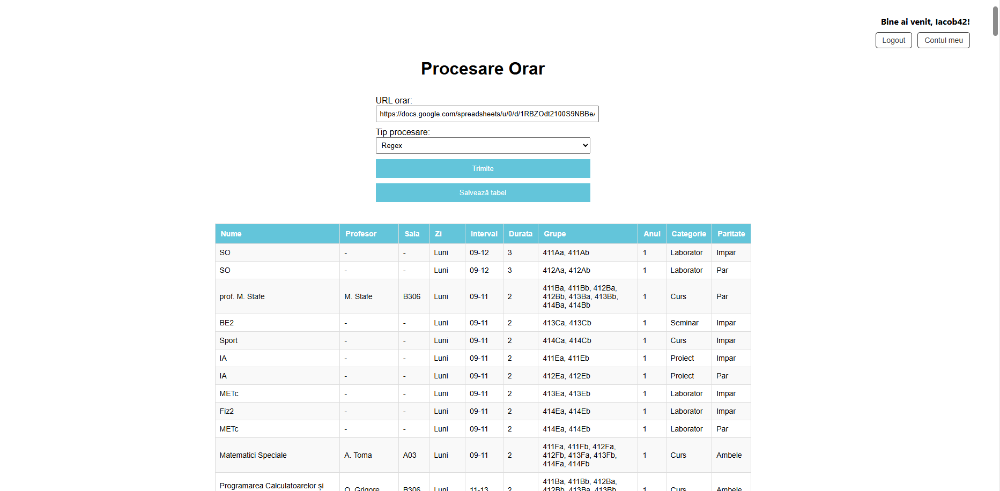 Bine ai venit, Iacob42!
Logout Contul meu
Procesare Orar
URL orar:
https://docs.google.com/spreadsheets/u/0/d/1RBZOdt2100S9NBBe
Tip procesare:
Regex
Trimite
Salvează tabel
Nume Profesor Sala Zi Interval Durata Grupe Anul Categorie Paritate
SO - - Luni 09-12 3 411Aa, 411Ab 1 Laborator Impar
SO - - Luni 09-12 3 412Aa, 412Ab 1 Laborator Par
prof. M. Stafe M. Stafe B306 Luni 09-11 2 411Ba, 411Bb, 412Ba,
412Bb, 413Ba, 413Bb,
414Ba, 414Bb 1 Curs Par
BE2 - - Luni 09-11 2 413Ca, 413Cb 1 Seminar Impar
Sport - - Luni 09-11 2 414Ca, 414Cb 1 Curs Impar
IA - - Luni 09-11 2 411Ea, 411Eb 1 Proiect Impar
IA - - Luni 09-11 2 412Ea, 412Eb 1 Proiect Par
METc - - Luni 09-11 2 413Ea, 413Eb 1 Laborator Impar
Fiz2 - - Luni 09-11 2 414Ea, 414Eb 1 Laborator Impar
METc - - Luni 09-11 2 414Ea, 414Eb 1 Laborator Par
Matematici Speciale A. Toma A03 Luni 09-11 2 411Fa, 411Fb, 412Fa,
412Fb, 413Fa, 413Fb,
414Fa, 414Fb 1 Curs Ambele
Programarea Calculatoarelor și O. Grigore B306 Luni 11-13 2 411Ba, 411Bb, 412Ba,
412Bb, 413Ba, 413Bb, 1 Curs Ambele